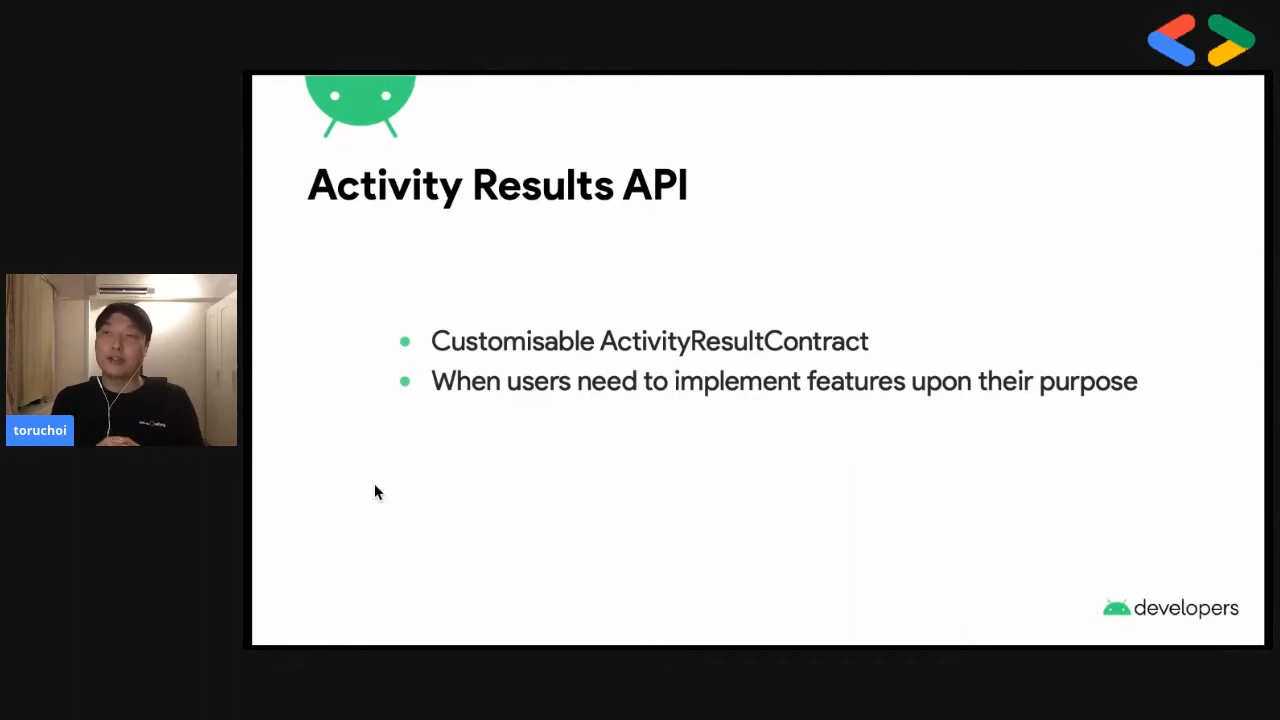 Activity Results API
Customisable ActivityResultContract
When users need to implement features upon their purpose
toruchoi
developers